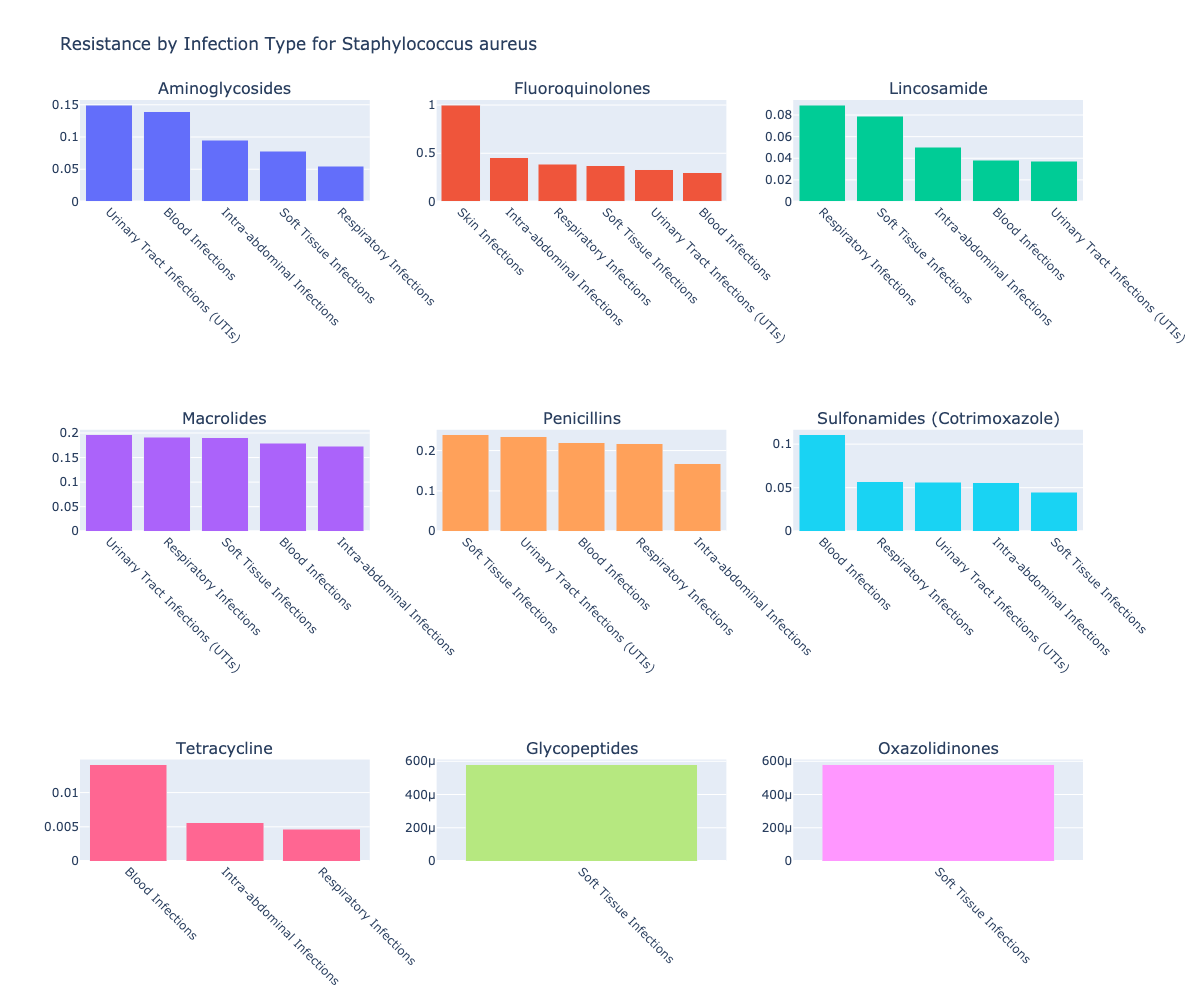 Resistance by Infection Type for Staphylococcus aureus
Aminoglycosides
0.15
0.1
0.05
0
Urinary Tract Infections (UTIs)
Blood Infections
Intra-abdominal Infections
Soft Tissue Infections
Respiratory Infections
Fluoroquinolones
1
0.5
0
Skin Infections
Intra-abdominal Infections
Respiratory Infections
Soft Tissue Infections
Urinary Tract Infections (UTIs)
Blood Infections
Lincosamide
0.08
0.06
0.04
0.02
0
Respiratory Infections
Soft Tissue Infections
Intra-abdominal Infections
Blood Infections
Urinary Tract Infections (UTIs)
Macrolides
0.2
0.15
0.1
0.05
0
Urinary Tract Infections (UTIs)
Respiratory Infections
Soft Tissue Infections
Blood Infections
Intra-abdominal Infections
Penicillins
0.2
0.1
0
Soft Tissue Infections
Urinary Tract Infections (UTIs)
Blood Infections
Respiratory Infections
Intra-abdominal Infections
Sulfonamides (Cotrimoxazole)
0.1
0.05
0
Blood Infections
Respiratory Infections
Urinary Tract Infections (UTIs)
Intra-abdominal Infections
Soft Tissue Infections
Tetracycline
0.01
0.005
0
Blood Infections
Intra-abdominal Infections
Respiratory Infections
Glycopeptides
600μ
400μ
200μ
0
Soft Tissue Infections
Oxazolidinones
600μ
400μ
200μ
0
Soft Tissue Infections